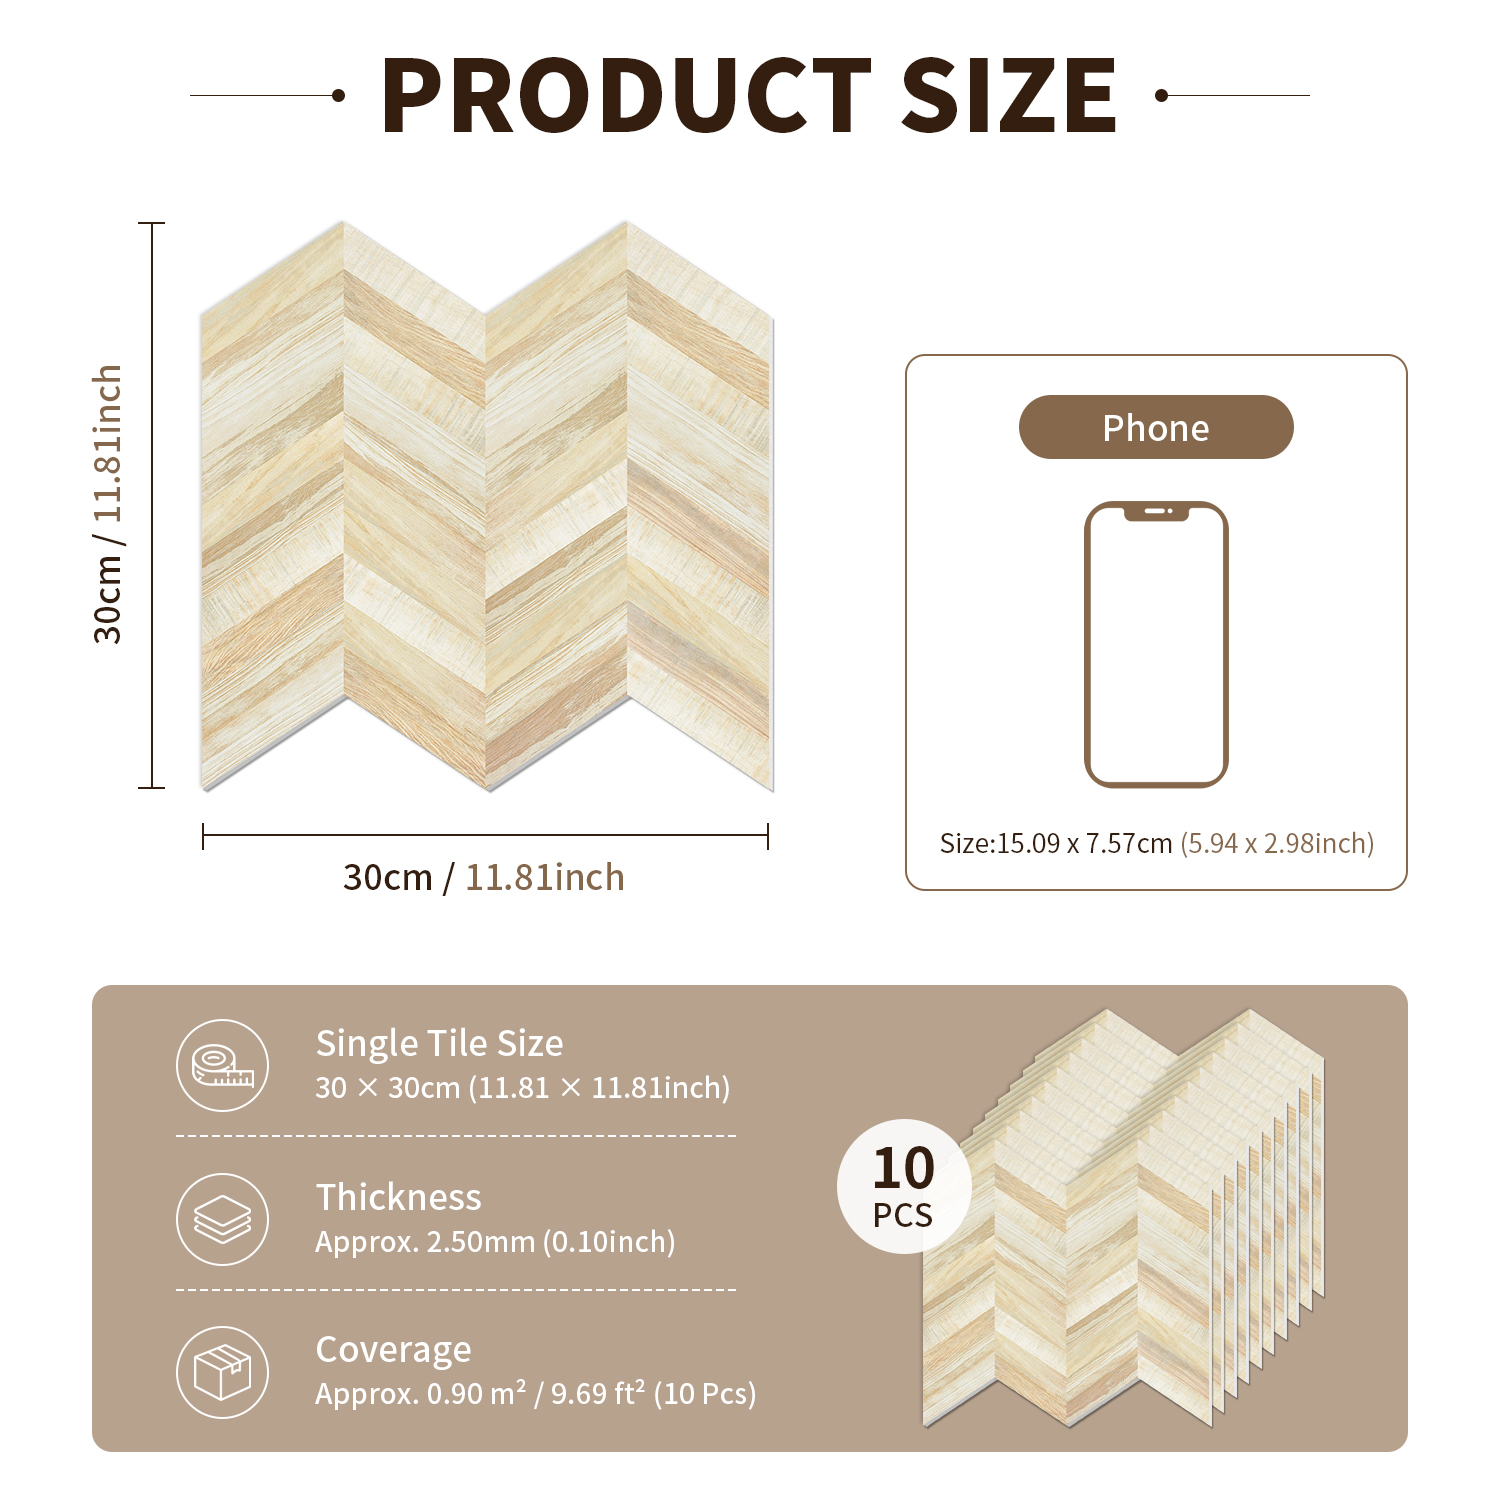 PRODUCT SIZE
30cm / 11.81inch
30cm / 11.81inch
Phone
Size:15.09 x 7.57cm (5.94 x 2.98inch)
Single Tile Size
30 × 30cm (11.81 × 11.81inch)
Thickness
Approx. 2.50mm (0.10inch)
Coverage
Approx. 0.90 m² / 9.69 ft² (10 Pcs)
10
PCS